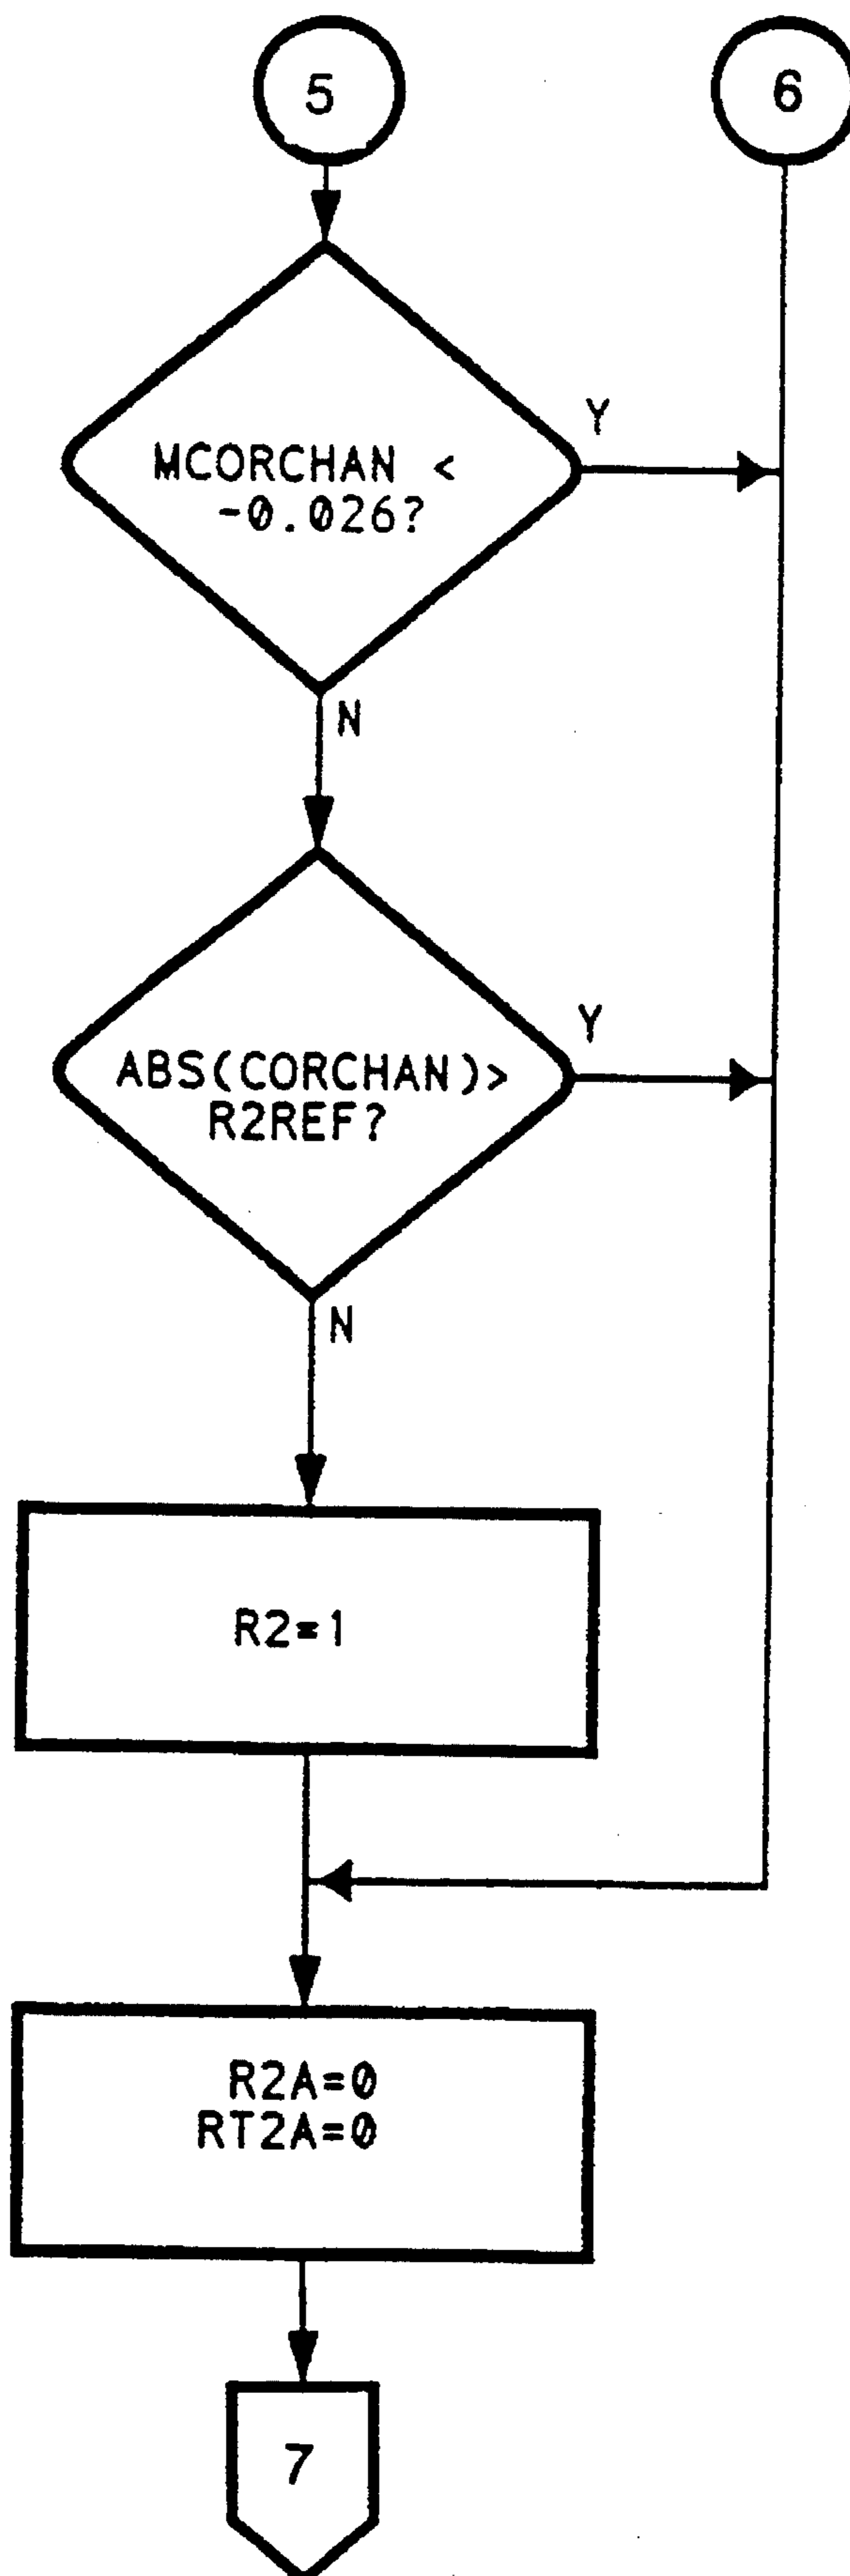 5
6
MCORCHAN <
-0.026?
Y
N
ABS(CORCHAN)>
R2REF?
Y
N
R2=1
R2A=0
RT2A=0
7